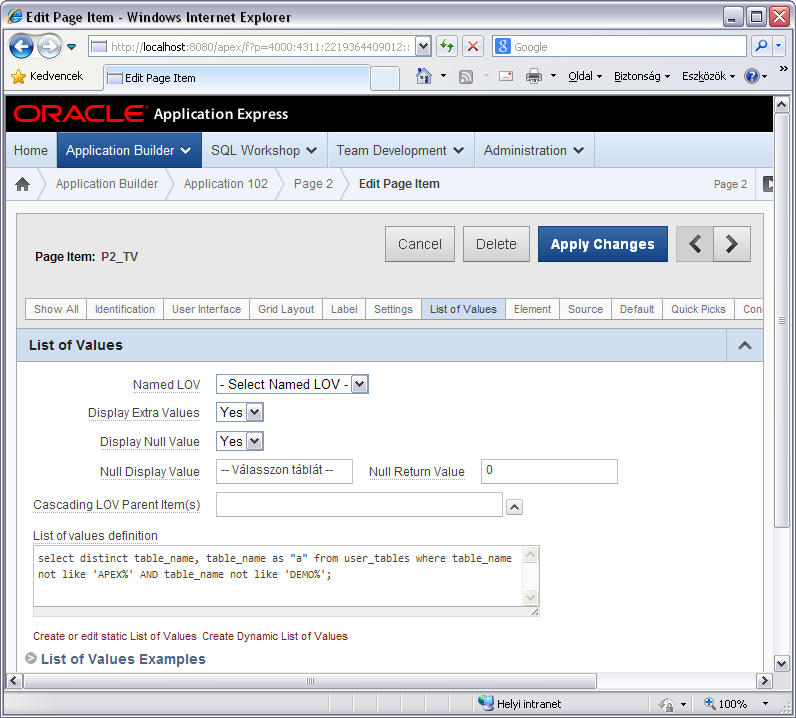 Edit Page Item - Windows Internet Explorer
http://localhost:8080/apex/f?p=4000:4311:2219364409012::
Google
Kedvencek
Edit Page Item
Oldal
Biztonság
Eszközök
ORACLE Application Express
Home
Application Builder
SQL Workshop
Team Development
Administration
Application Builder
Application 102
Page 2
Edit Page Item
Page 2
Page Item: P2_TV
Cancel
Delete
Apply Changes
Show All
Identification
User Interface
Grid Layout
Label
Settings
List of Values
Element
Source
Default
Quick Picks
Con
List of Values
Named LOV
- Select Named LOV -
Display Extra Values
Yes
Display Null Value
Yes
Null Display Value
-- Válasszon táblát --
Null Return Value
0
Cascading LOV Parent Item(s)
List of values definition
select distinct table_name, table_name as "a" from user_tables where table_name
not like 'APEX%' AND table_name not like 'DEMO%';
Create or edit static List of Values Create Dynamic List of Values
List of Values Examples
Helyi intranet
100%